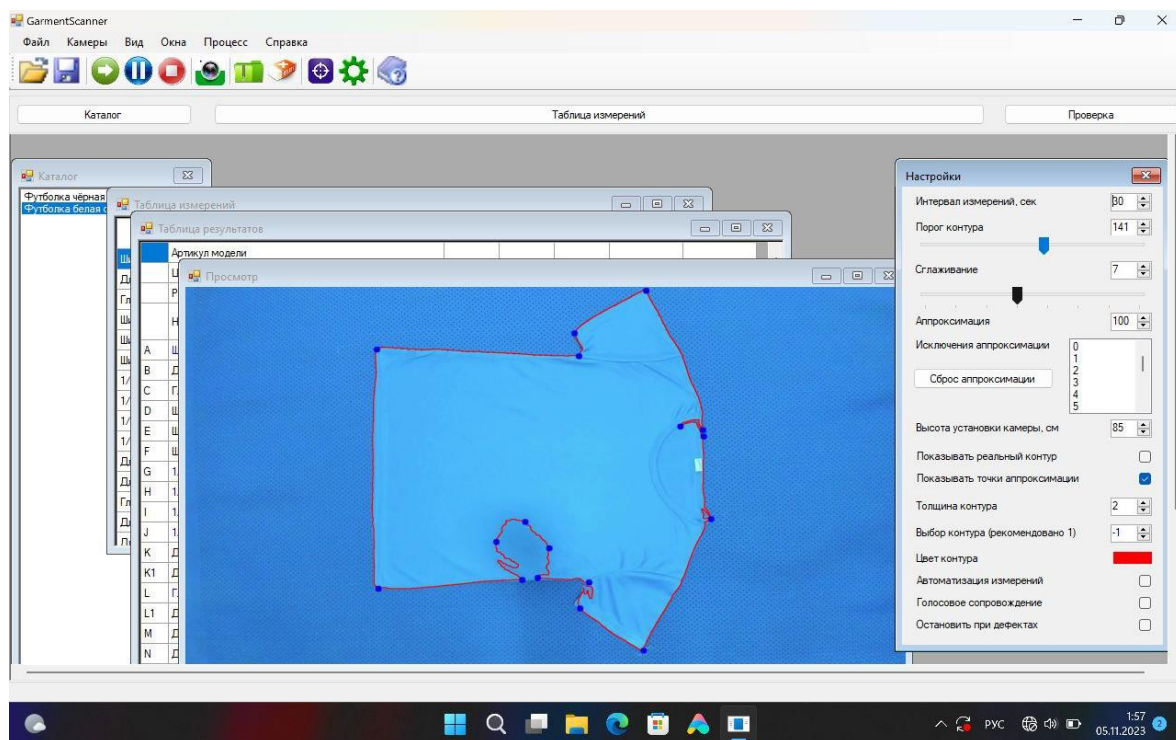 GarmentScanner
Файл Камеры Вид Окна Процесс Справка
Каталог Таблица измерений Проверка
Каталог
Футболка чёрная
Футболка белая
Таблица измерений
Таблица результатов
Артикул модели
Просмотр
A
B
C
D
E
F
G
H
I
J
K
K1
L
L1
M
N
Настройки
Интервал измерений, сек 30
Порог контура 141
Сглаживание 7
Аппроксимация 100
Исключения аппроксимации 0
1
2
3
4
5
Сброс аппроксимации
Высота установки камеры, см 85
Показывать реальный контур
Показывать точки аппроксимации
Толщина контура 2
Выбор контура (рекомендовано 1) -1
Цвет контура
Автоматизация измерений
Голосовое сопровождение
Остановить при дефектах
РУС 1:57
05.11.2023 2